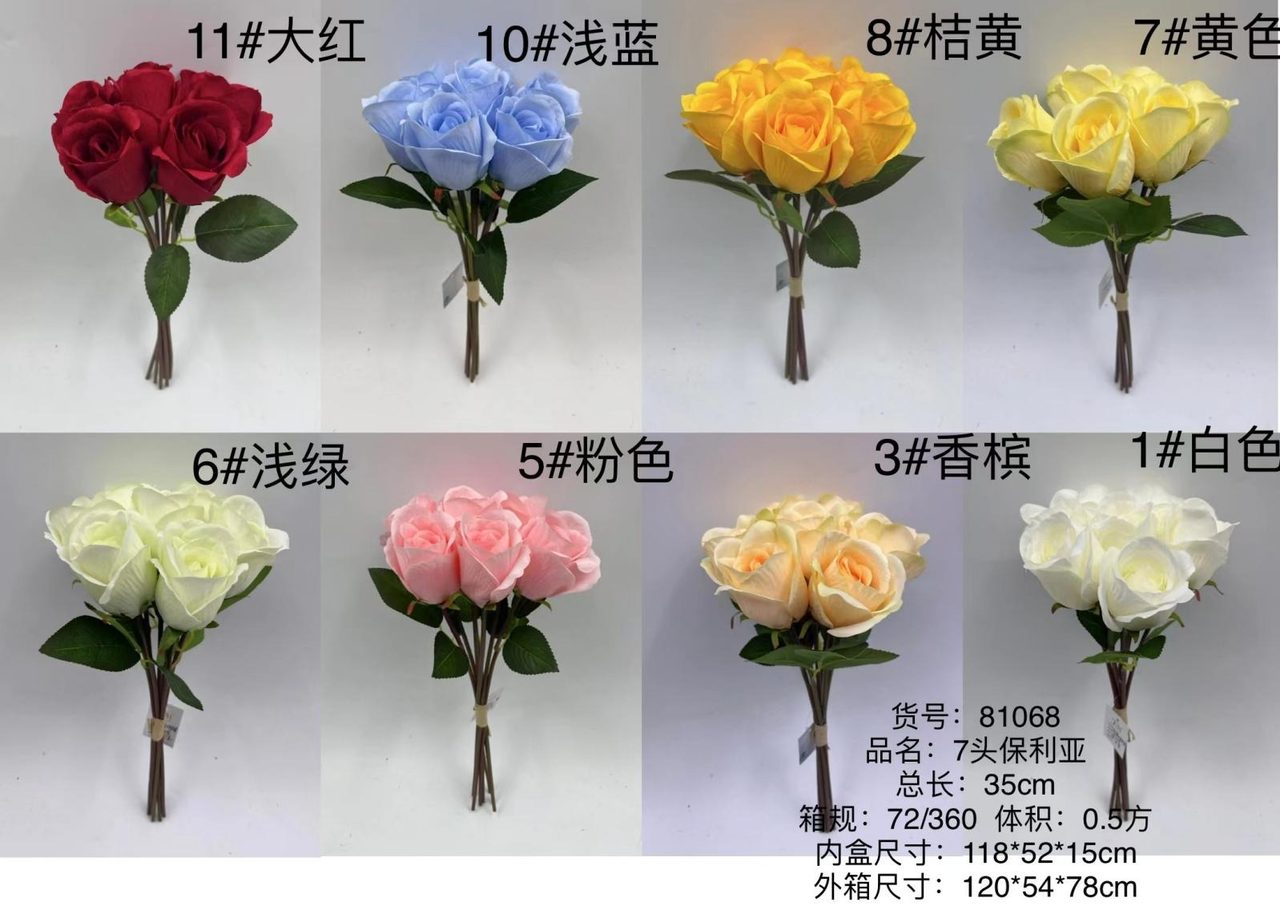 11#大红
10#浅蓝
8#桔黄
7#黄色
6#浅绿
5#粉色
3#香槟
1#白色
货号：81068
品名：7头保利亚
总长：35cm
箱规：72/360 体积：0.5方
内盒尺寸：118*52*15cm
外箱尺寸：120*54*78cm